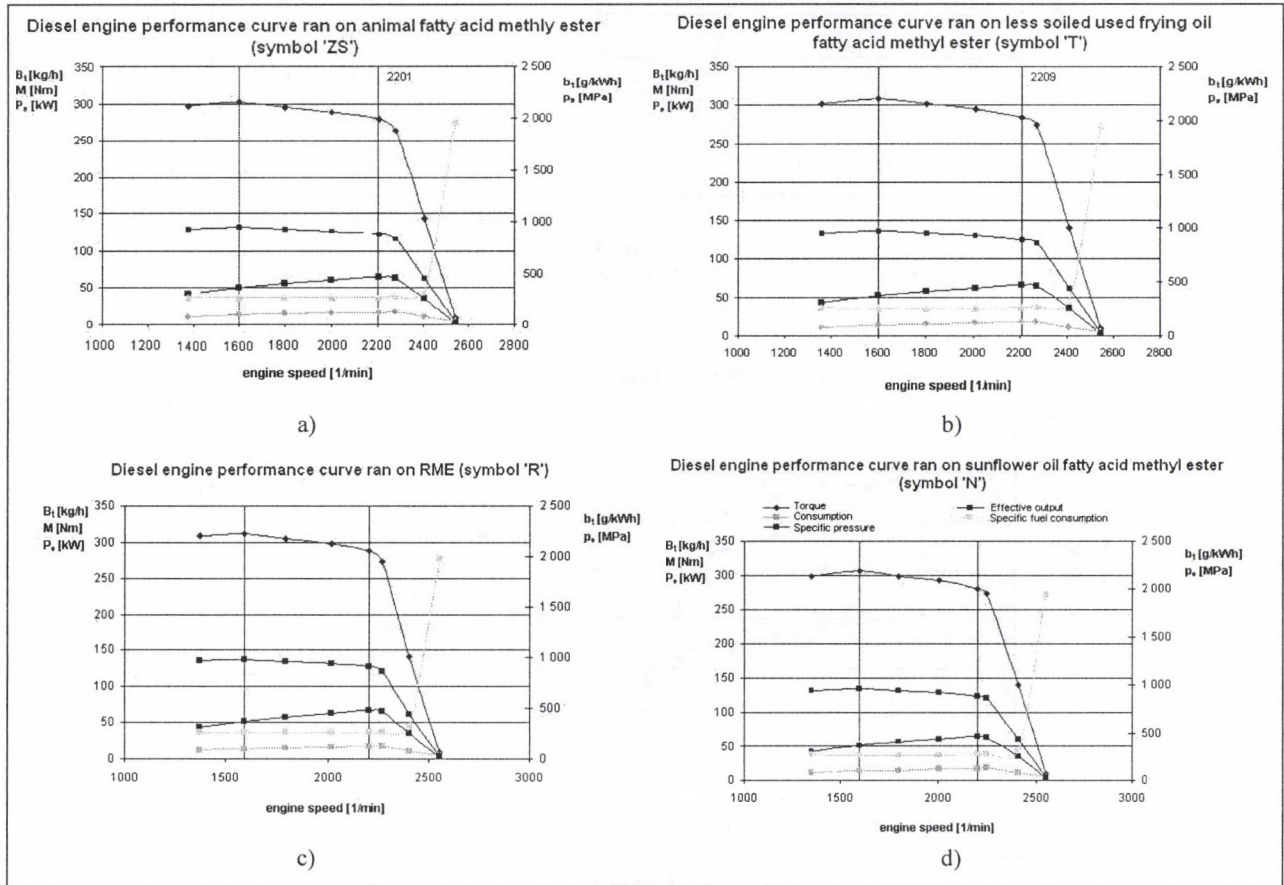 Diesel engine performance curve ran on animal fatty acid methly ester
(symbol 'ZS')
Bt [kg/h]
M [Nm]
Pe [kW]
350
300
250
200
150
100
50
0
2201
2 500
2 000
1 500
1 000
500
0
bt [g/kWh]
pe [MPa]
1000 1200 1400 1600 1800 2000 2200 2400 2600 2800
engine speed [1/min]
a)
Diesel engine performance curve ran on less soiled used frying oil
fatty acid methyl ester (symbol 'T')
Bt [kg/h]
M [Nm]
Pe [kW]
350
300
250
200
150
100
50
0
2209
2 500
2 000
1 500
1 000
500
0
bt [g/kWh]
pe [MPa]
1000 1200 1400 1600 1800 2000 2200 2400 2600 2800
engine speed [1/min]
b)
Diesel engine performance curve ran on RME (symbol 'R')
Bt [kg/h]
M [Nm]
Pe [kW]
350
300
250
200
150
100
50
0
2 500
2 000
1 500
1 000
500
0
bt [g/kWh]
pe [MPa]
1000 1500 2000 2500 3000
engine speed [1/min]
c)
Diesel engine performance curve ran on sunflower oil fatty acid methyl ester
(symbol 'N')
Torque
Effective output
Consumption
Specific fuel consumption
Specific pressure
Bt [kg/h]
M [Nm]
Pe [kW]
350
300
250
200
150
100
50
0
2 500
2 000
1 500
1 000
500
0
bt [g/kWh]
pe [MPa]
1000 1500 2000 2500 3000
engine speed [1/min]
d)